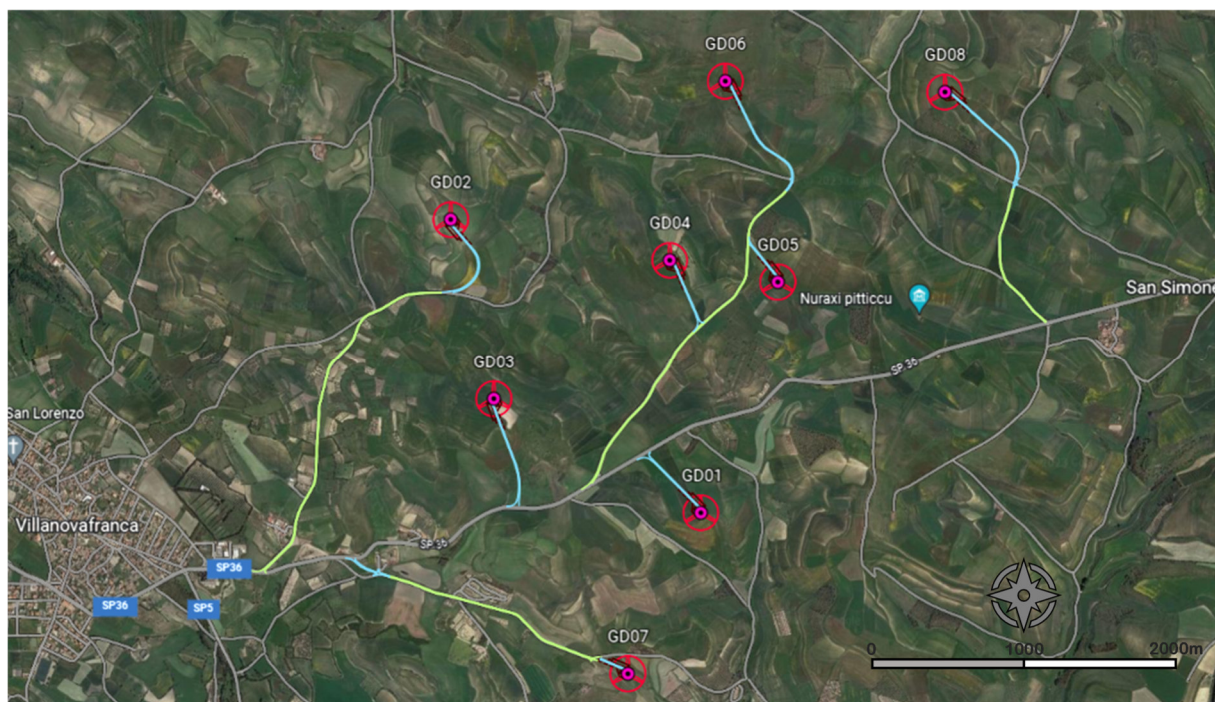 GD06
GD08
GD02
GD04
GD05
Nuraxi pitticcu
San Simone
SP 36
GD03
San Lorenzo
GD01
Villanovafranca
SP 36
SP36
SP36
SP5
GD07
0 1000 2000m